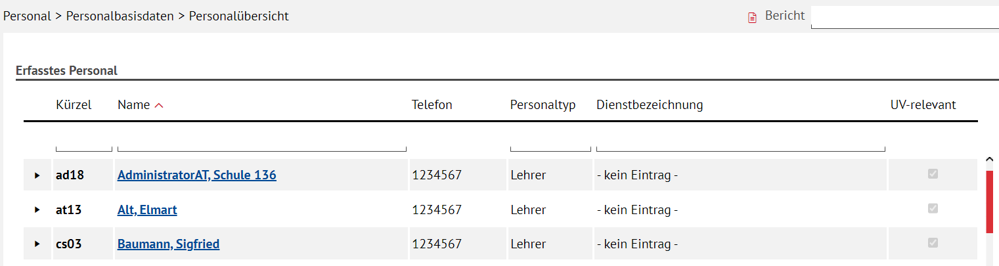 Personal > Personalbasisdaten > Personalübersicht Bericht
Erfasstes Personal
Kürzel Name Telefon Personaltyp Dienstbezeichnung UV-relevant
ad18 AdministratorAT, Schule 136 1234567 Lehrer - kein Eintrag -
at13 Alt, Elmart 1234567 Lehrer - kein Eintrag -
cs03 Baumann, Sigfried 1234567 Lehrer - kein Eintrag -